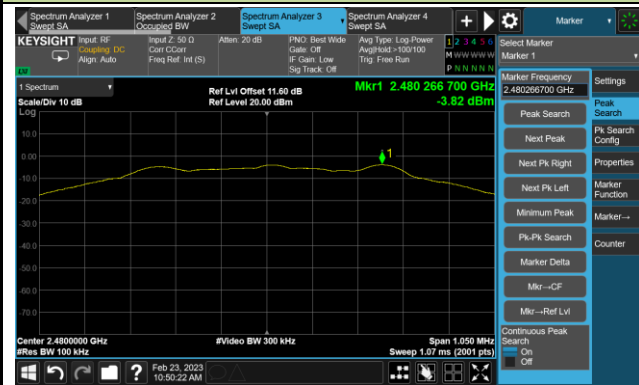 Spectrum Analyzer 1
Swept SA
Spectrum Analyzer 2
Occupied BW
Spectrum Analyzer 3
Swept SA
Spectrum Analyzer 4
Swept SA
Marker
KEYSIGHT
Input: RF
Coupling: DC
Align: Auto
Input Z: 50 Ω
Corr CCorr
Freq Ref: Int (S)
Atten: 20 dB
PNO: Best Wide
Gate: Off
IF Gain: Low
Sig Track: Off
Avg Type: Log-Power
Avg|Hold:>100/100
Trig: Free Run
1 2 3 4 5 6
M W W W W W
P N N N N N
LXI
Select Marker
Marker 1
1 Spectrum
Scale/Div 10 dB
Log
Ref Lvl Offset 11.60 dB
Ref Level 20.00 dBm
Mkr1 2.480 266 700 GHz
-3.82 dBm
10.0
0.00
-10.0
-20.0
-30.0
-40.0
-50.0
-60.0
-70.0
1
Center 2.4800000 GHz
#Res BW 100 kHz
#Video BW 300 kHz
Span 1.050 MHz
Sweep 1.07 ms (2001 pts)
Marker Frequency
2.480266700 GHz
Peak Search
Next Peak
Next Pk Right
Next Pk Left
Minimum Peak
Pk-Pk Search
Marker Delta
Mkr→CF
Mkr→Ref Lvl
Continuous Peak
Search
On
Off
Settings
Peak
Search
Pk Search
Config
Properties
Marker
Function
Marker→
Counter
?
Feb 23, 2023
10:50:22 AM